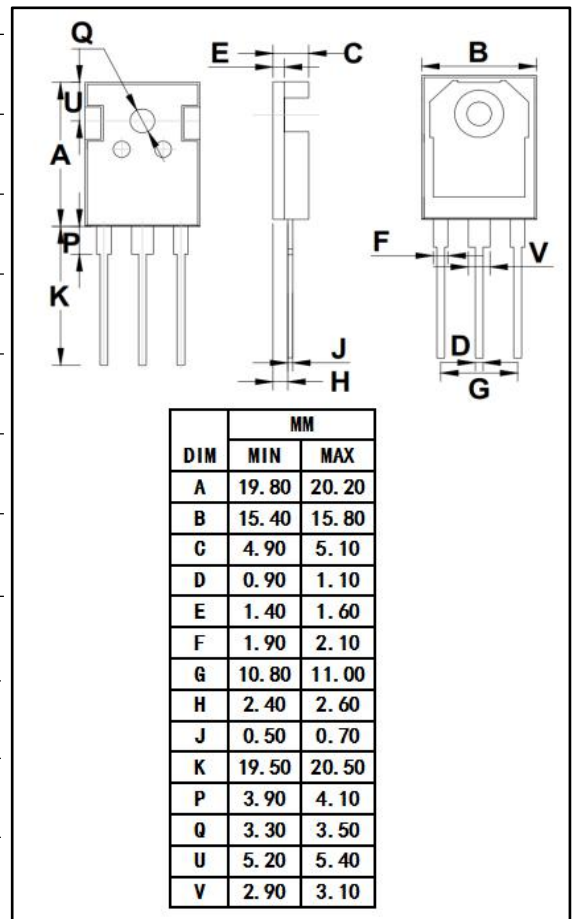 Q
E C B
U
A
P
K
F V
J D
H G
MM
DIM MIN MAX
A 19.80 20.20
B 15.40 15.80
C 4.90 5.10
D 0.90 1.10
E 1.40 1.60
F 1.90 2.10
G 10.80 11.00
H 2.40 2.60
J 0.50 0.70
K 19.50 20.50
P 3.90 4.10
Q 3.30 3.50
U 5.20 5.40
V 2.90 3.10